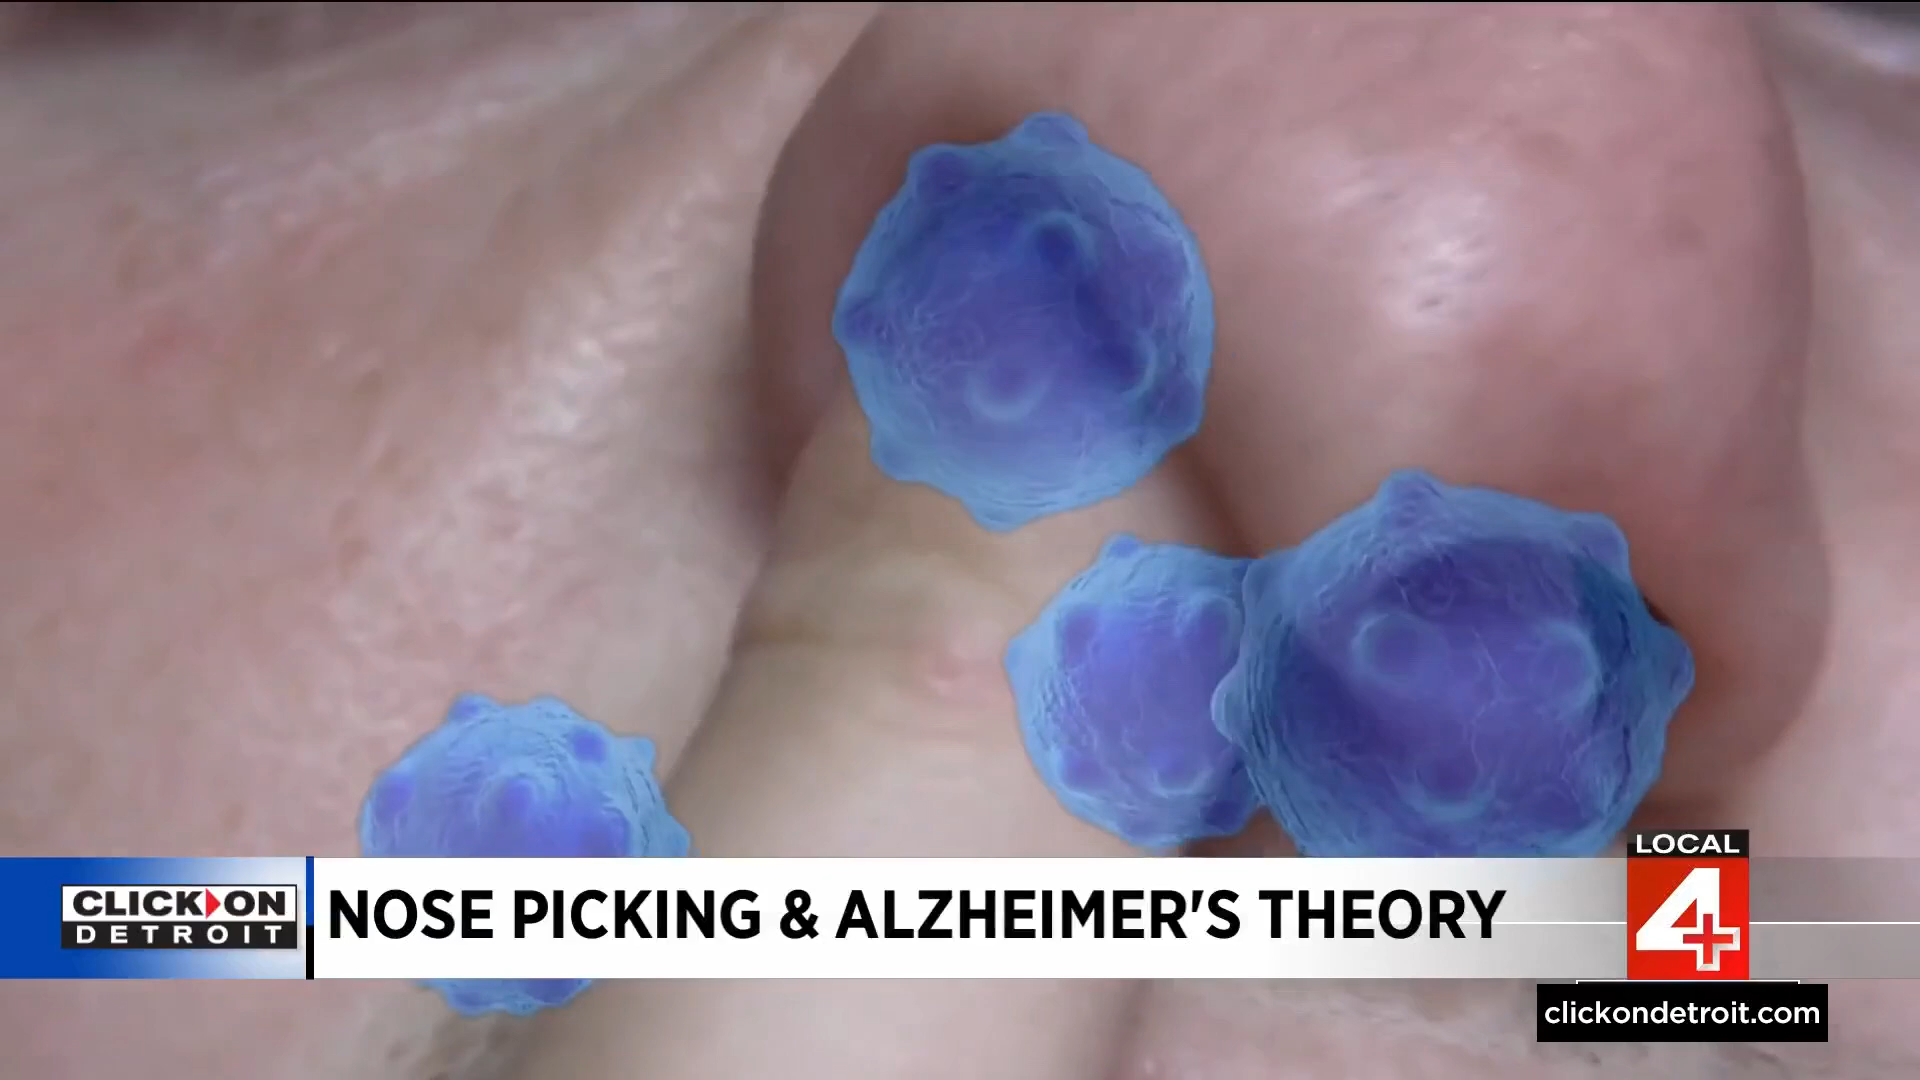 CLICK ON
DETROIT
NOSE PICKING & ALZHEIMER'S THEORY
LOCAL
4+
clickondetroit.com